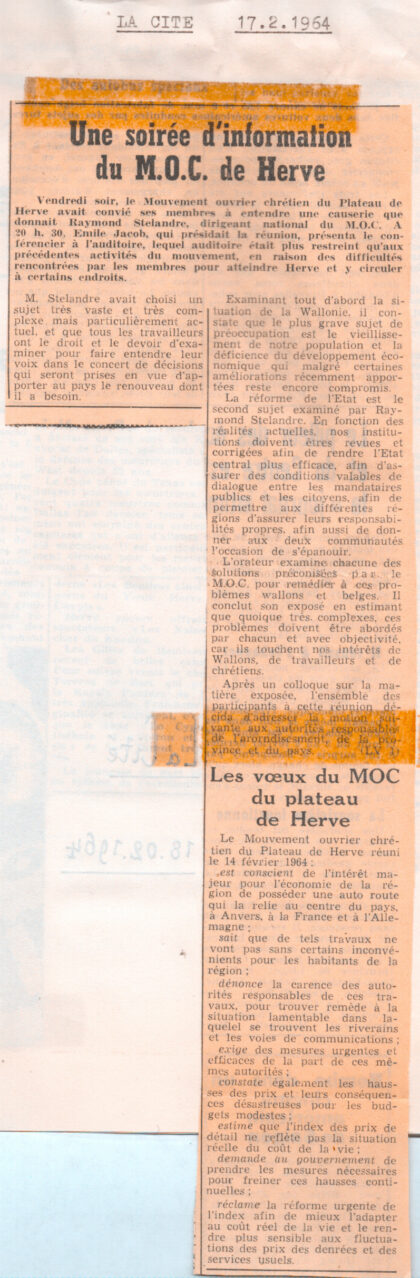 LA CITE 17.2.1964
Une soirée d'information
du M.O.C. de Herve
Vendredi soir, le Mouvement ouvrier chrétien du Plateau de
Herve avait convié ses membres à entendre une causerie que
donnait Raymond Stelandre, dirigeant national du M.O.C. A
20 h. 30, Emile Jacob, qui présidait la réunion, présenta le con-
férencier à l'auditoire, lequel auditoire était plus restreint qu'aux
précédentes activités du mouvement, en raison des difficultés
rencontrées par les membres pour atteindre Herve et y circuler
à certains endroits.
M. Stelandre avait choisi un
sujet très vaste et très com-
plexe mais particulièrement ac-
tuel, et que tous les travailleurs
ont le droit et le devoir d'exa-
miner pour faire entendre leur
voix dans le concert de décisions
qui seront prises en vue d'ap-
porter au pays le renouveau dont
il a besoin.
Examinant tout d'abord la si-
tuation de la Wallonie, il con-
state que le plus grave sujet de
préoccupation est le vieillisse-
ment de notre population et la
déficience du développement éco-
nomique qui malgré certaines
améliorations récemment appor-
tées reste encore compromis.
La réforme de l'Etat est le
second sujet examiné par Ray-
mond Stelandre. En fonction des
réalités actuelles, nos institu-
tions doivent êtres revues et
corrigées afin de rendre l'Etat
central plus efficace, afin d'as-
surer des conditions valables de
dialogue entre les mandataires
publics et les citoyens, afin de
permettre aux différentes ré-
gions d'assurer leurs responsabi-
lités propres, afin aussi de don-
ner aux deux communautés
l'occasion de s'épanouir.
L'orateur examine chacune des
solutions préconisées par le
M.O.C. pour remédier à ces pro-
blèmes wallons et belges. Il
conclut son exposé en estimant
que quoique très complexes, ces
problèmes doivent être abordés
par chacun et avec objectivité,
car ils touchent nos intérêts de
Wallons, de travailleurs et de
chrétiens.
Après un colloque sur la ma-
tière exposée, l'ensemble des
participants à cette réunion dé-
cida d'adresser la motion sui-
vante aux autorités responsables
de l'arorndissement, de la pro-
vince et du pays. (LV 1)
Les vœux du MOC
du plateau
de Herve
Le Mouvement ouvrier chré-
tien du Plateau de Herve réuni
le 14 février 1964 :
est conscient de l'intérêt ma-
jeur pour l'économie de la ré-
gion de posséder une auto route
qui la relie au centre du pays,
à Anvers, à la France et à l'Alle-
magne ;
sait que de tels travaux ne
vont pas sans certains inconvé-
nients pour les habitants de la
région ;
dénonce la carence des auto-
rités responsables de ces tra-
vaux, pour trouver remède à la
situation lamentable dans la-
quelel se trouvent les riverains
et les voies de communications ;
exige des mesures urgentes et
efficaces de la part de ces mê-
mes autorités ;
constate également les haus-
ses des prix et leurs conséquen-
ces désastreuses pour les bud-
gets modestes ;
estime que l'index des prix de
détail ne reflète pas la situation
réelle du coût de la vie ;
demande au gouvernement de
prendre les mesures nécessaires
pour freiner ces hausses conti-
nuelles ;
réclame la réforme urgente de
l'index afin de mieux l'adapter
au coût réel de la vie et le ren-
dre plus sensible aux fluctua-
tions des prix des denrées et des
services usuels.
18.02.1964